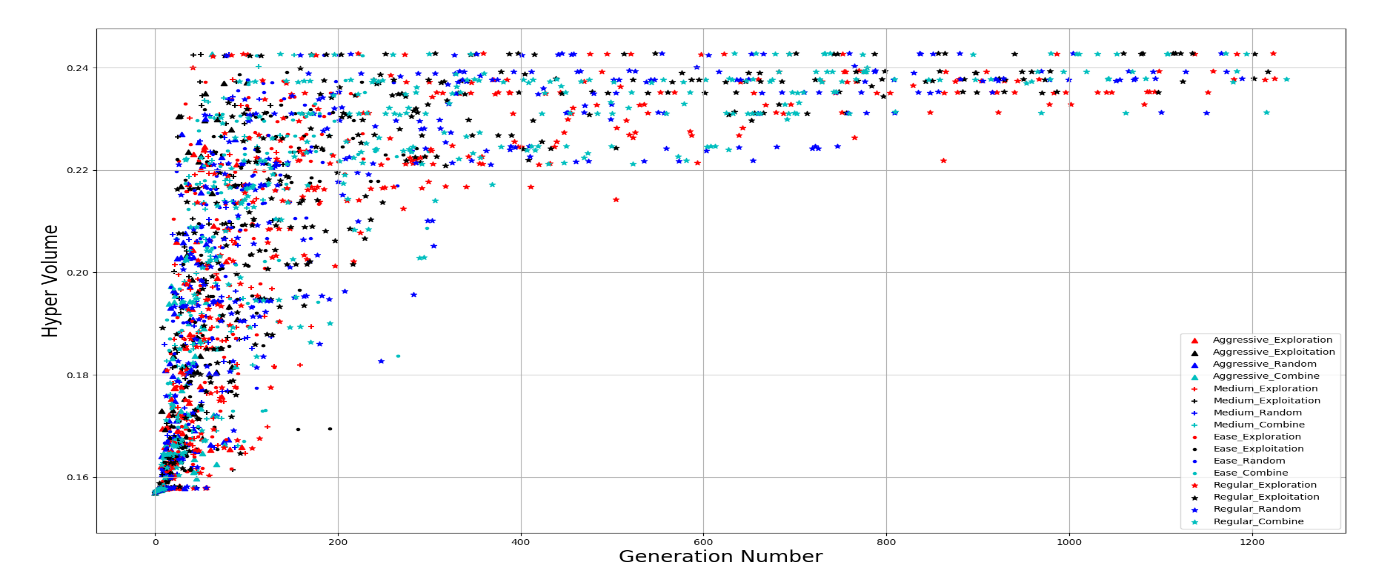 Hyper Volume
0.24
0.22
0.20
0.18
0.16
0
200
400
600
800
1000
1200
Generation Number
Aggressive_Exploration
Aggressive_Exploitation
Aggressive_Random
Aggressive_Combine
Medium_Exploration
Medium_Exploitation
Medium_Random
Medium_Combine
Ease_Exploration
Ease_Exploitation
Ease_Random
Ease_Combine
Regular_Exploration
Regular_Exploitation
Regular_Random
Regular_Combine